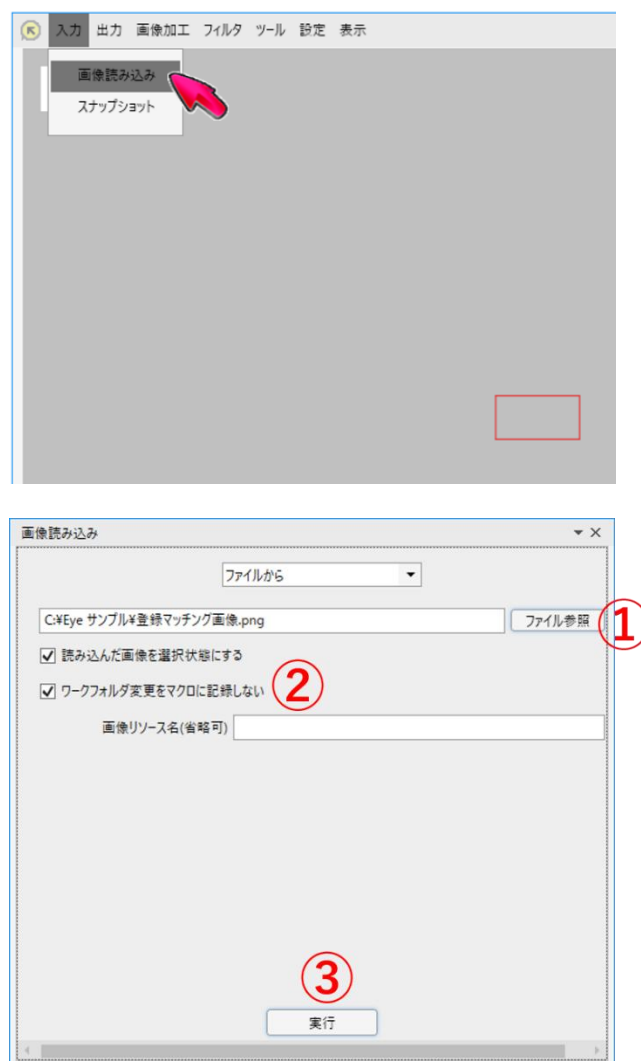 入力 出力 画像加工 フィルタ ツール 設定 表示
画像読み込み
スナップショット
画像読み込み
ファイルから
C:¥Eye サンプル¥登録マッチング画像.png
ファイル参照
①
読み込んだ画像を選択状態にする
ワークフォルダ変更をマクロに記録しない
②
画像リソース名(省略可)
③
実行